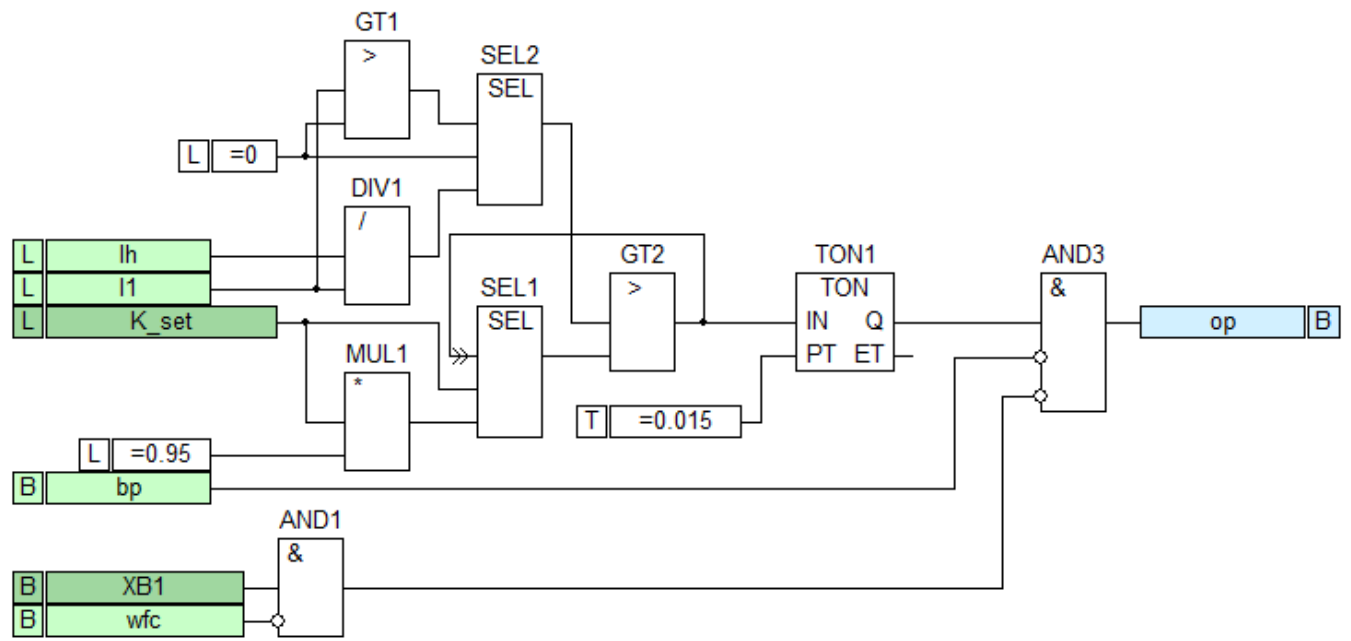 GT1
>
SEL2
SEL
L =0
DIV1
/
L Ih
L I1
L K_set
GT2
>
TON1
TON
IN Q
PT ET
AND3
&
op B
SEL1
SEL
MUL1
*
T =0.015
L =0.95
B bp
AND1
&
B XB1
B wfc